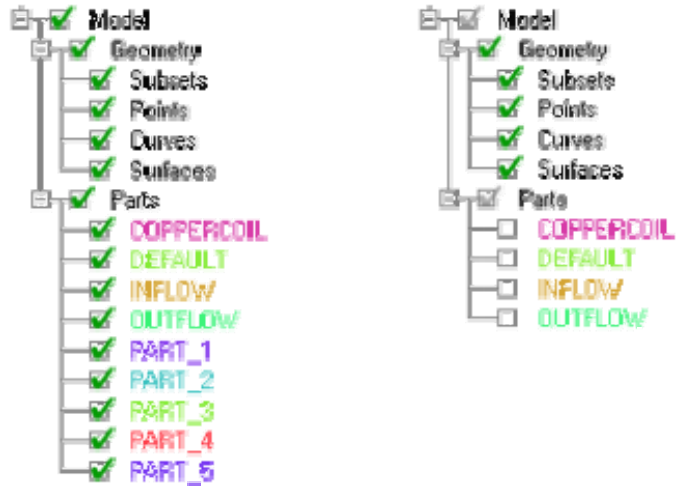 Model
Geometry
Subsets
Points
Curves
Surfaces
Parts
COPPERCOIL
DEFAULT
INFLOW
OUTFLOW
PART_1
PART_2
PART_3
PART_4
PART_5
Model
Geometry
Subsets
Points
Curves
Surfaces
Parts
COPPERCOIL
DEFAULT
INFLOW
OUTFLOW